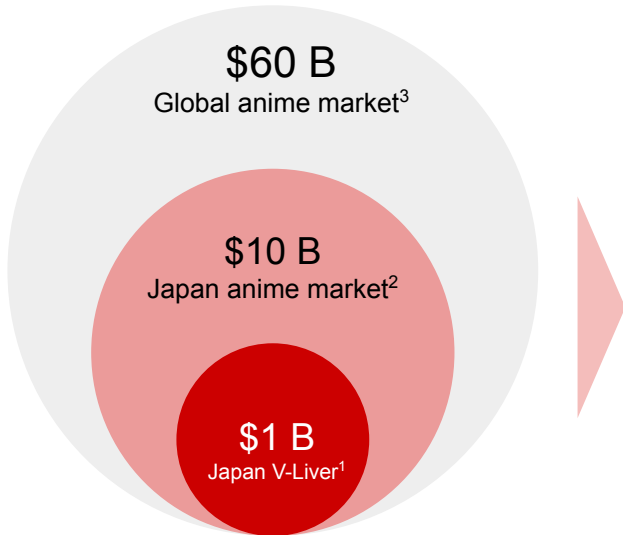 $60 B
Global anime market³
$10 B
Japan anime market²
$1 B
Japan V-Liver¹